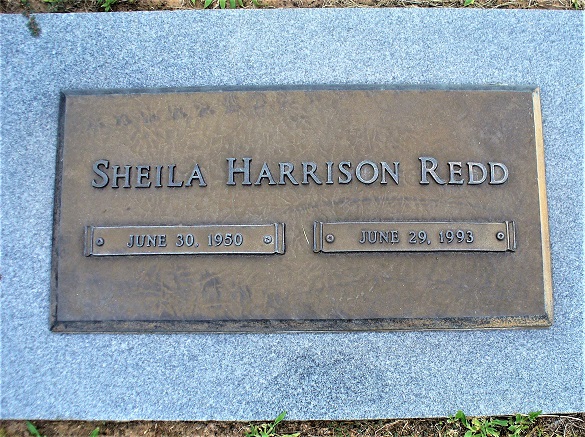 SHEILA HARRISON REDD
JUNE 30, 1950 JUNE 29, 1993